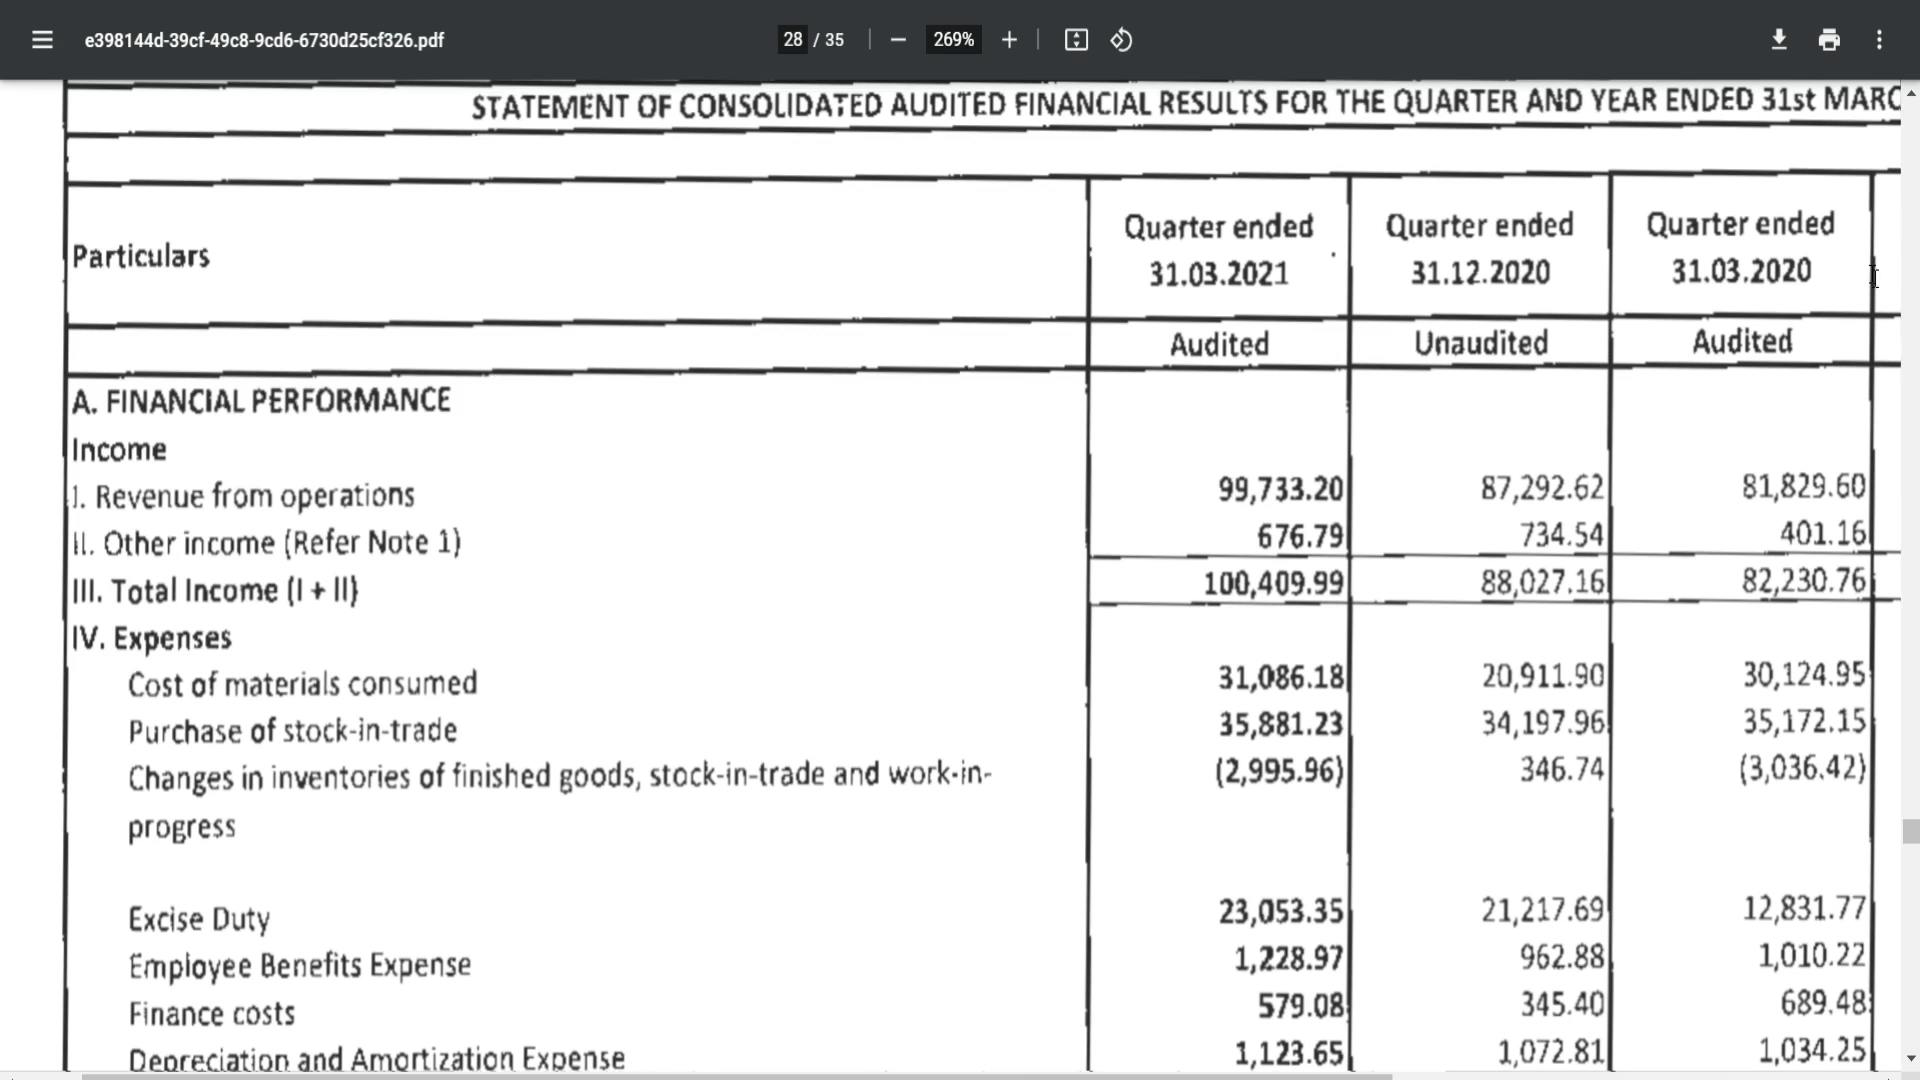 e398144d-39cf-49c8-9cd6-6730d25cf326.pdf 28 / 35 269%
STATEMENT OF CONSOLIDATED AUDITED FINANCIAL RESULTS FOR THE QUARTER AND YEAR ENDED 31st MARC
Particulars Quarter ended 31.03.2021 Quarter ended 31.12.2020 Quarter ended 31.03.2020
Audited Unaudited Audited
A. FINANCIAL PERFORMANCE
Income
I. Revenue from operations 99,733.20 87,292.62 81,829.60
II. Other income (Refer Note 1) 676.79 734.54 401.16
III. Total Income (I + II) 100,409.99 88,027.16 82,230.76
IV. Expenses
Cost of materials consumed 31,086.18 20,911.90 30,124.95
Purchase of stock-in-trade 35,881.23 34,197.96 35,172.15
Changes in inventories of finished goods, stock-in-trade and work-in- (2,995.96) 346.74 (3,036.42)
progress
Excise Duty 23,053.35 21,217.69 12,831.77
Employee Benefits Expense 1,228.97 962.88 1,010.22
Finance costs 579.08 345.40 689.48
Depreciation and Amortization Expense 1,123.65 1,072.81 1,034.25